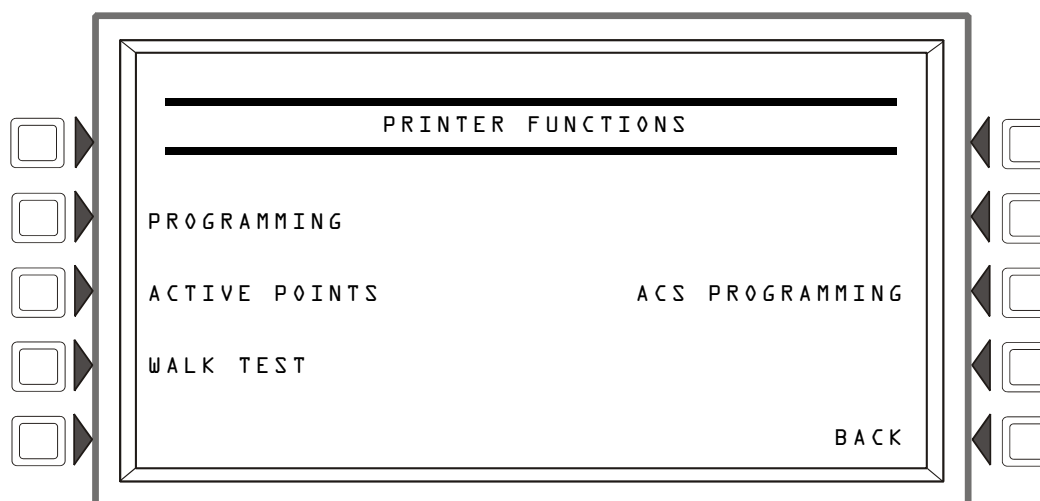 PRINTER FUNCTIONS
PROGRAMMING
ACTIVE POINTS ACS PROGRAMMING
WALK TEST
BACK